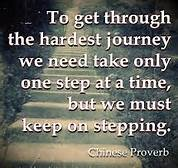 To get through
the hardest journey
we need take only
one step at a time,
but we must
keep on stepping.
Chinese Proverb